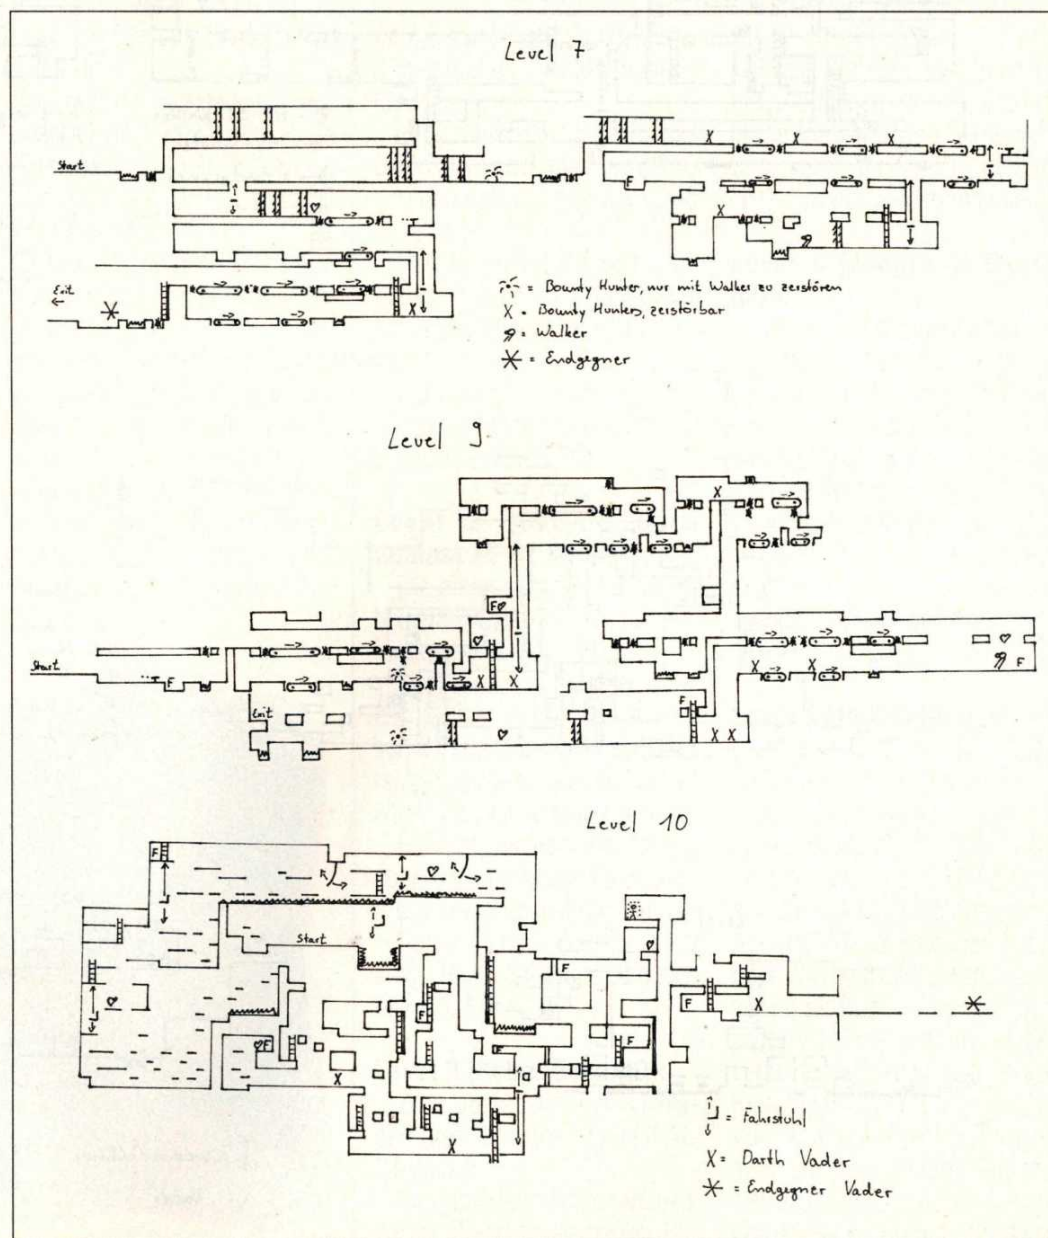 Level 7
Start
F
Exit
= Bounty Hunter, nur mit Walker zu zerstören
X = Bounty Hunters, zerstörbar
= Walker
= Endgegner
Level 9
F
F
Start
F
F
Exit
Level 10
F
Start
F
F
F
F
F
F
= Fahrstuhl
X = Darth Vader
= Endgegner Vader